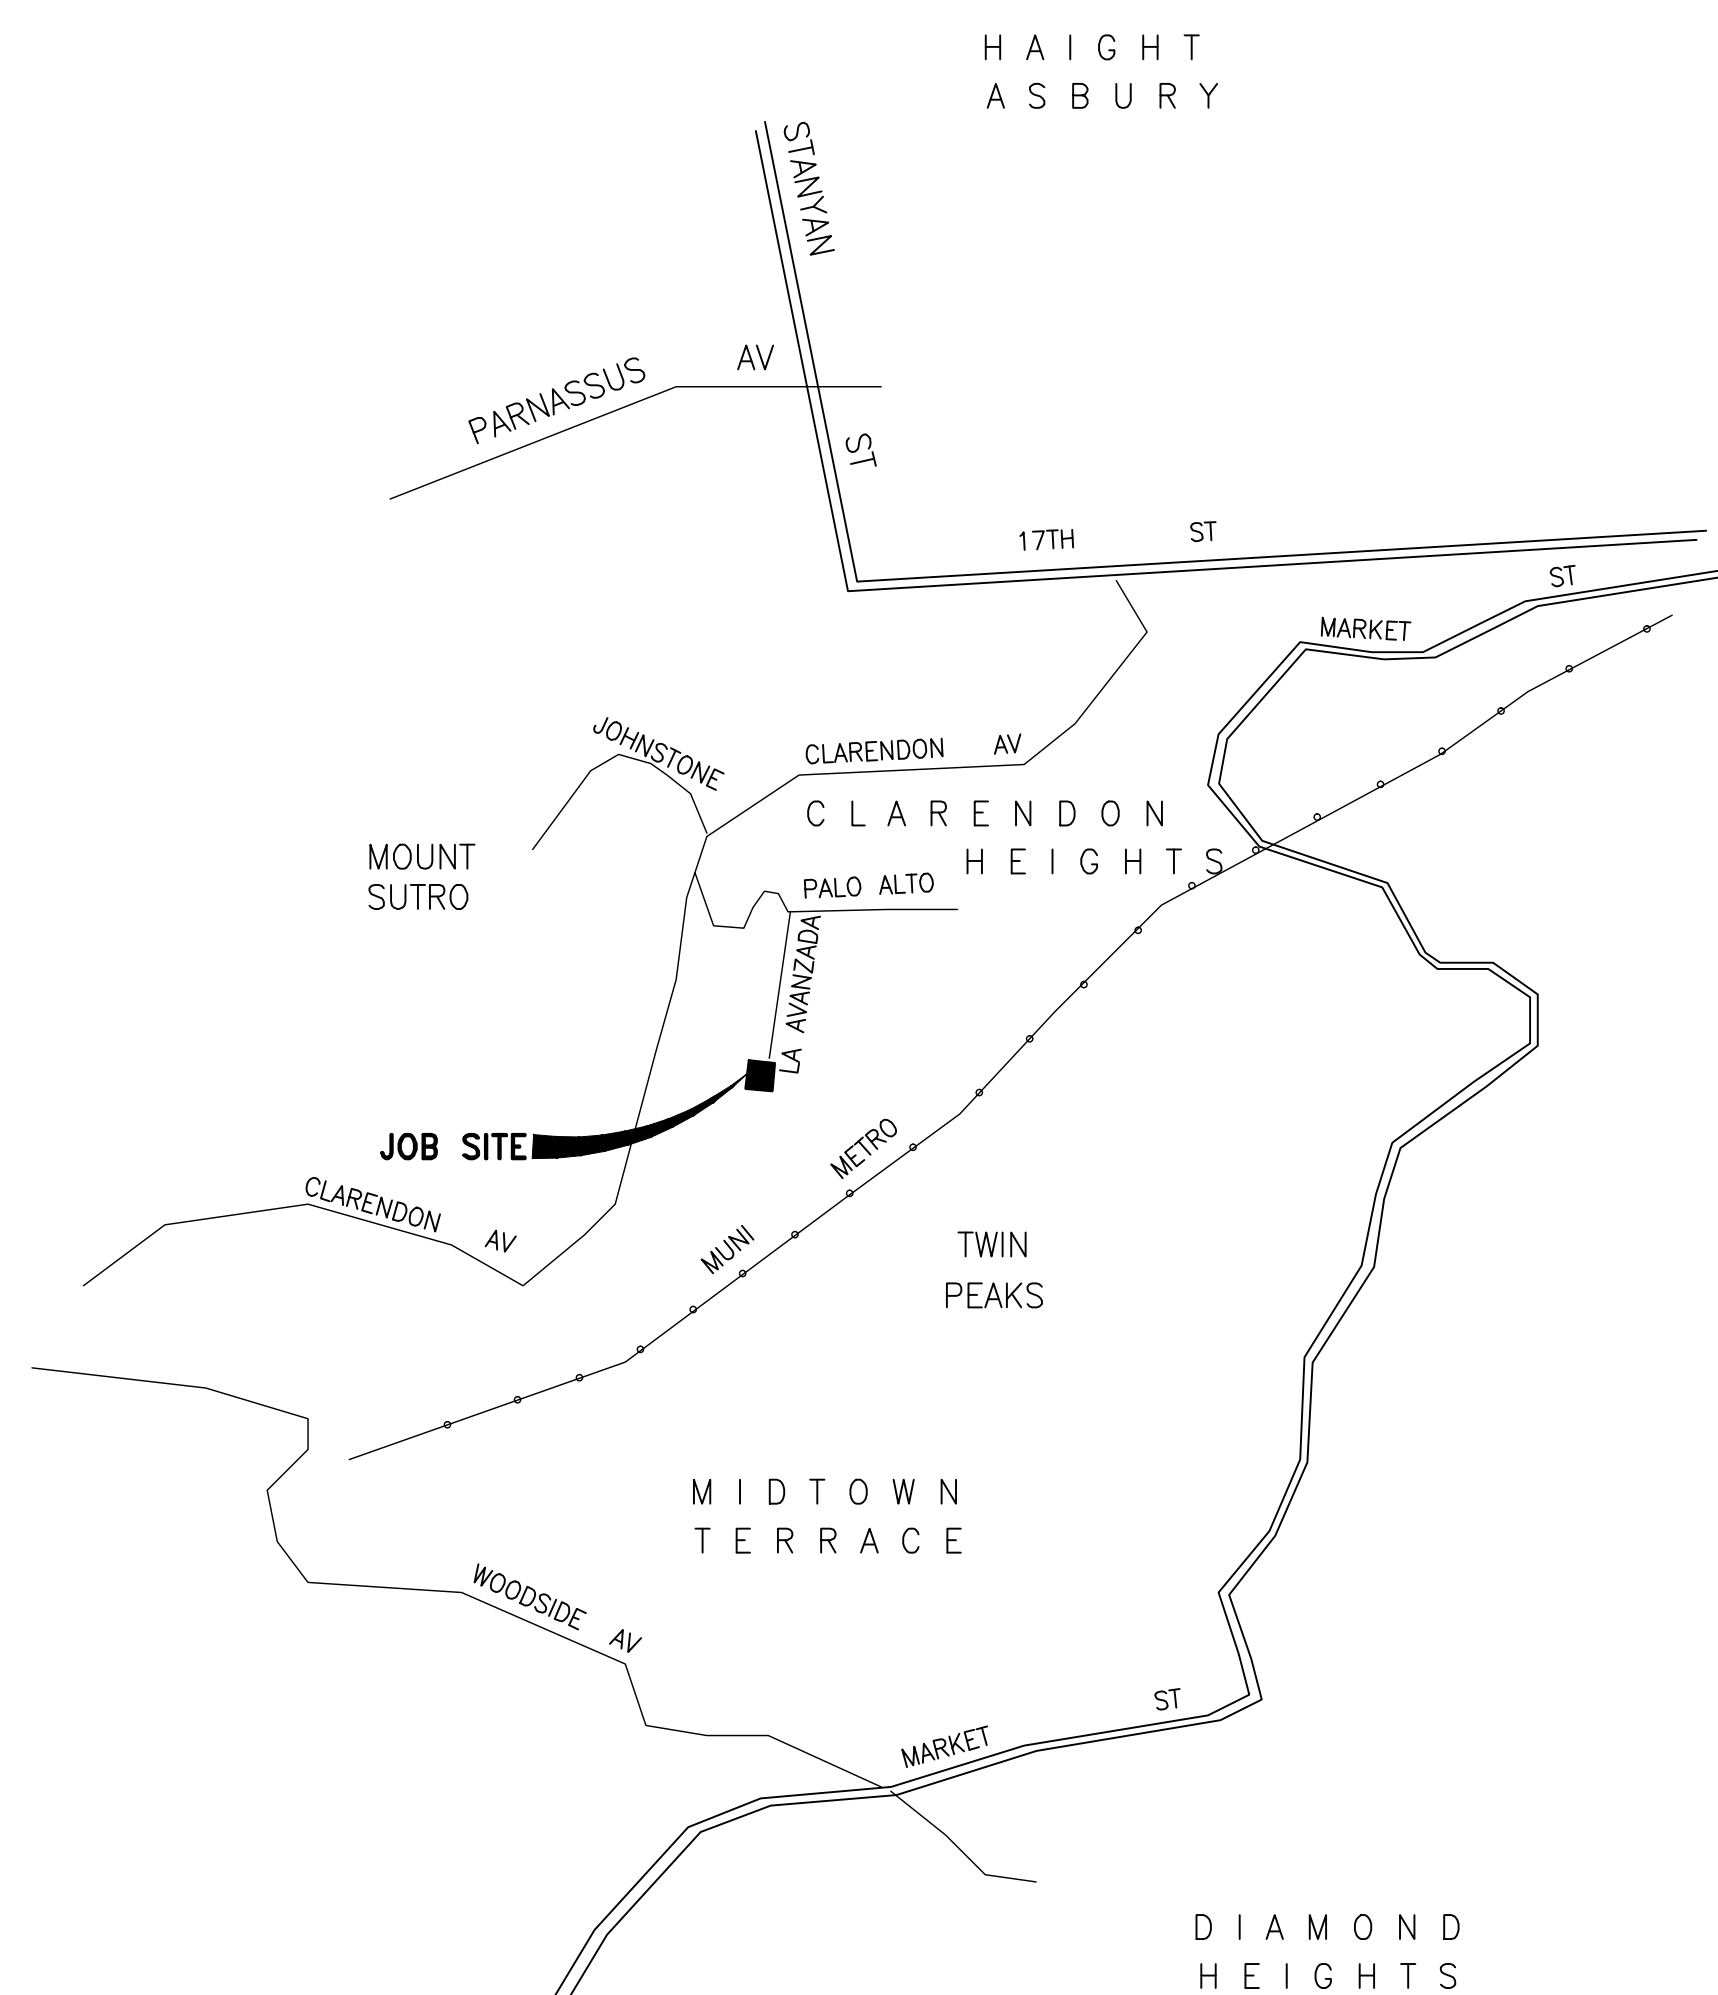 HAIGHT
ASBURY
STANYAN ST
PARNASSUS AV
17TH ST
MARKET ST
JOHNSTONE
CLARENDON AV
CLARENDON
HEIGHTS
MOUNT
SUTRO
PALO ALTO
LA AVANZADA
JOB SITE
CLARENDON AV
MUNI METRO
TWIN
PEAKS
MIDTOWN
TERRACE
WOODSIDE AV
MARKET ST
DIAMOND
HEIGHTS